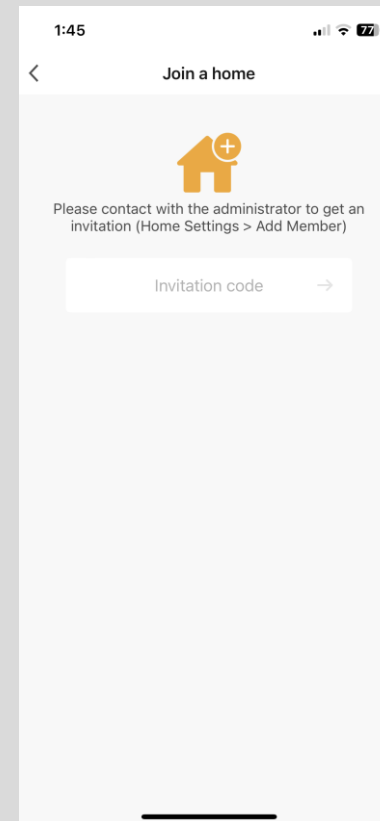 1:45
77
Join a home
Please contact with the administrator to get an
invitation (Home Settings > Add Member)
Invitation code